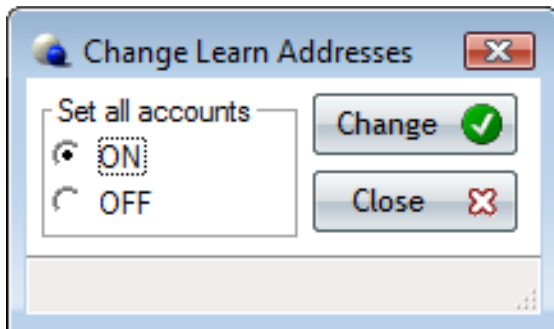 Change Learn Addresses
Set all accounts
ON
OFF
Change
Close